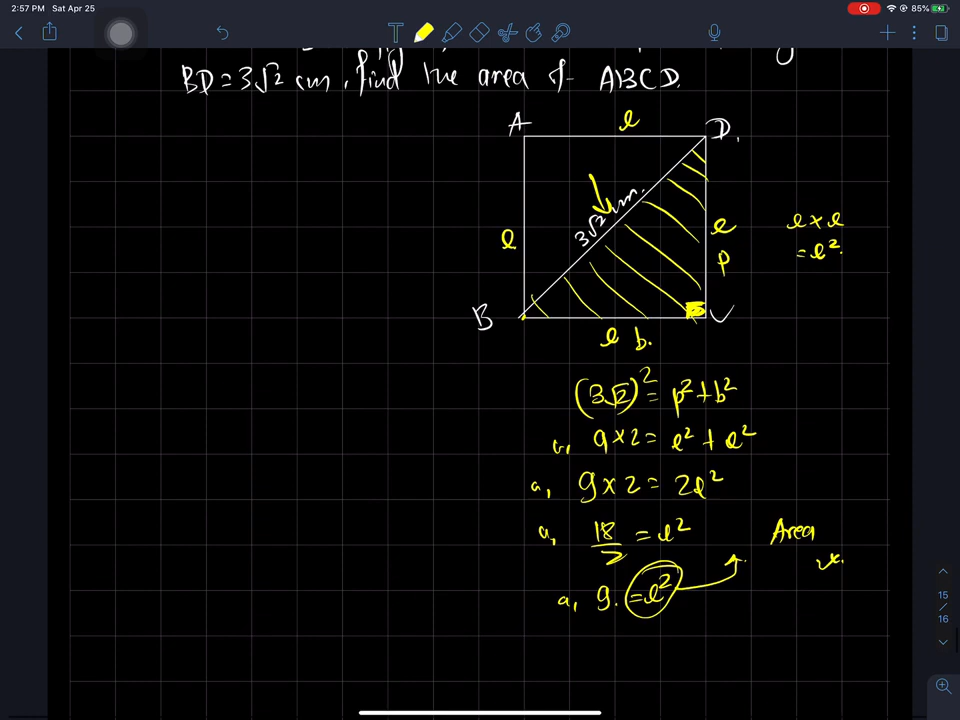 2:57 PM Sat Apr 25
85%
BD = 3√2 cm, find the area of ABCD.
A
l
D.
3√2 cm.
l
l
p
l × l
= l².
B
l b.
(3√2)² = p² + b²
a, 9×2 = l² + l²
a, 9×2 = 2l²
a, 18/2 = l²
Area
a, 9. = l²
15
/
16